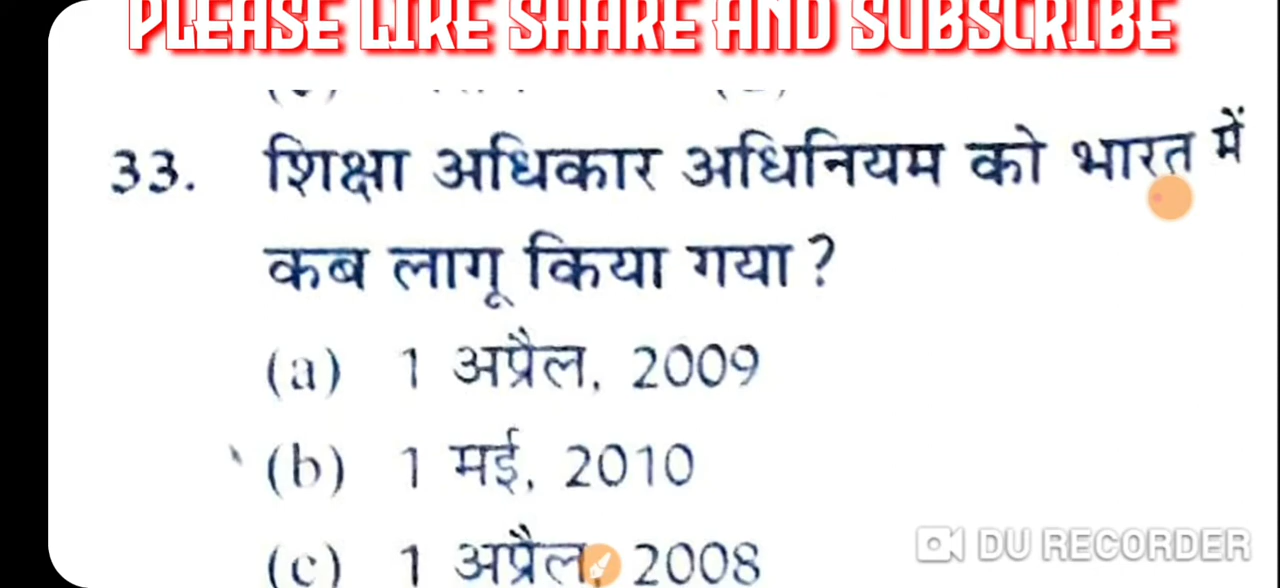 PLEASE LIKE SHARE AND SUBSCRIBE
33. शिक्षा अधिकार अधिनियम को भारत में
कब लागू किया गया ?
(a) 1 अप्रैल, 2009
(b) 1 मई, 2010
(c) 1 अप्रैल, 2008
DU RECORDER